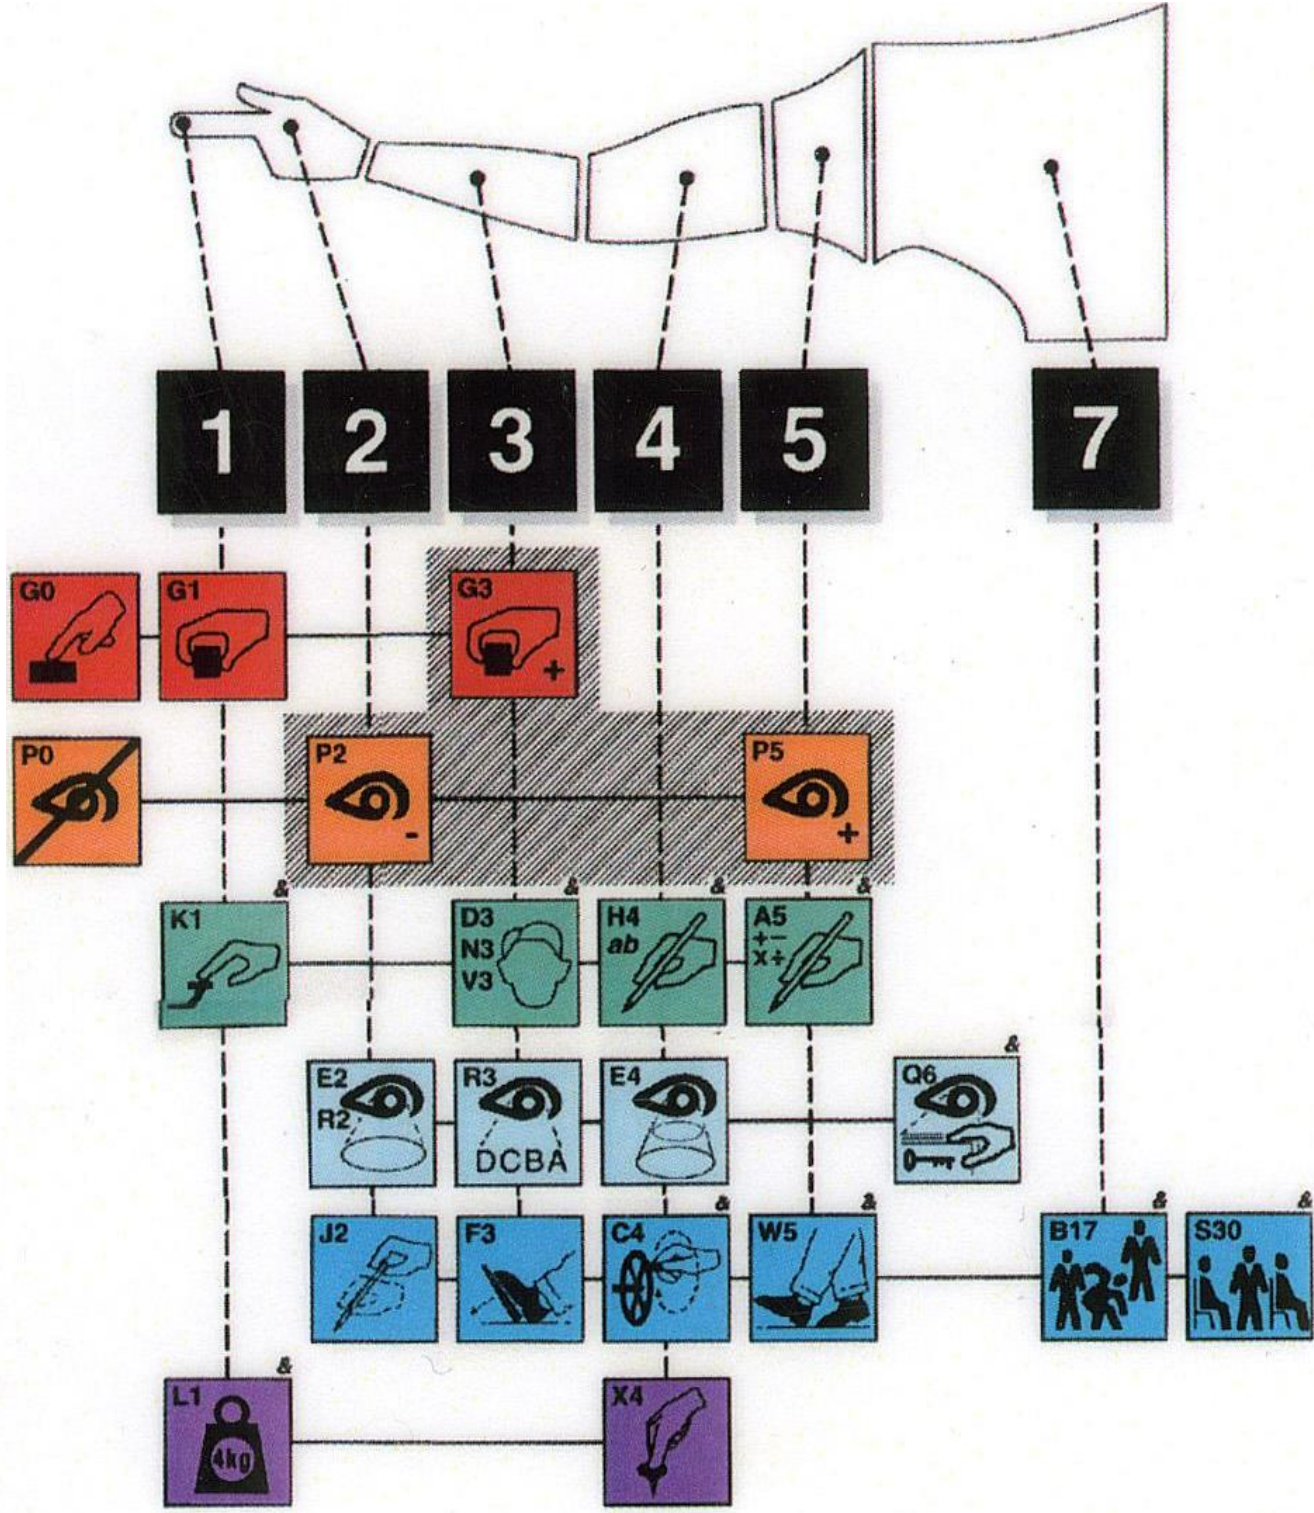 1 2 3 4 5 7
G0 G1 G3
+
P0 P2 P5
- +
& & & &
K1 D3 H4 A5
N3 ab +-
V3 x÷
&
E2 R3 E4 Q6
R2
DCBA
& & & &
J2 F3 C4 W5 B17 S30
&
L1 X4
4kg